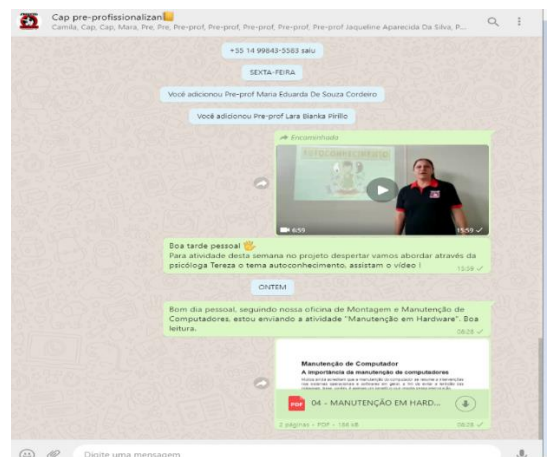 Cap pre-profissionalizan
Camila, Cap, Cap, Mara, Pre, Pre, Pre-prof, Pre-prof, Pre-prof, Pre-prof, Pre-prof Jaqueline Aparecida Da Silva, P...
+55 14 99843-5583 saiu
SEXTA-FEIRA
Você adicionou Pre-prof Maria Eduarda De Souza Cordeiro
Você adicionou Pre-prof Lara Bianka Pirillo
Encaminhada
AUTOCONHECIMENTO
6:59
15:59
Boa tarde pessoal 👋
Para atividade desta semana no projeto despertar vamos abordar através da
psicóloga Tereza o tema autoconhecimento, assistam o vídeo !
15:59
ONTEM
Bom dia pessoal, seguindo nossa oficina de Montagem e Manutenção de
Computadores, estou enviando a atividade "Manutenção em Hardware". Boa
leitura.
08:28
Manutenção de Computador
A importância da manutenção de computadores
PDF
04 - MANUTENÇÃO EM HARD...
2 páginas • PDF • 186 kB
08:28
Digite uma mensagem